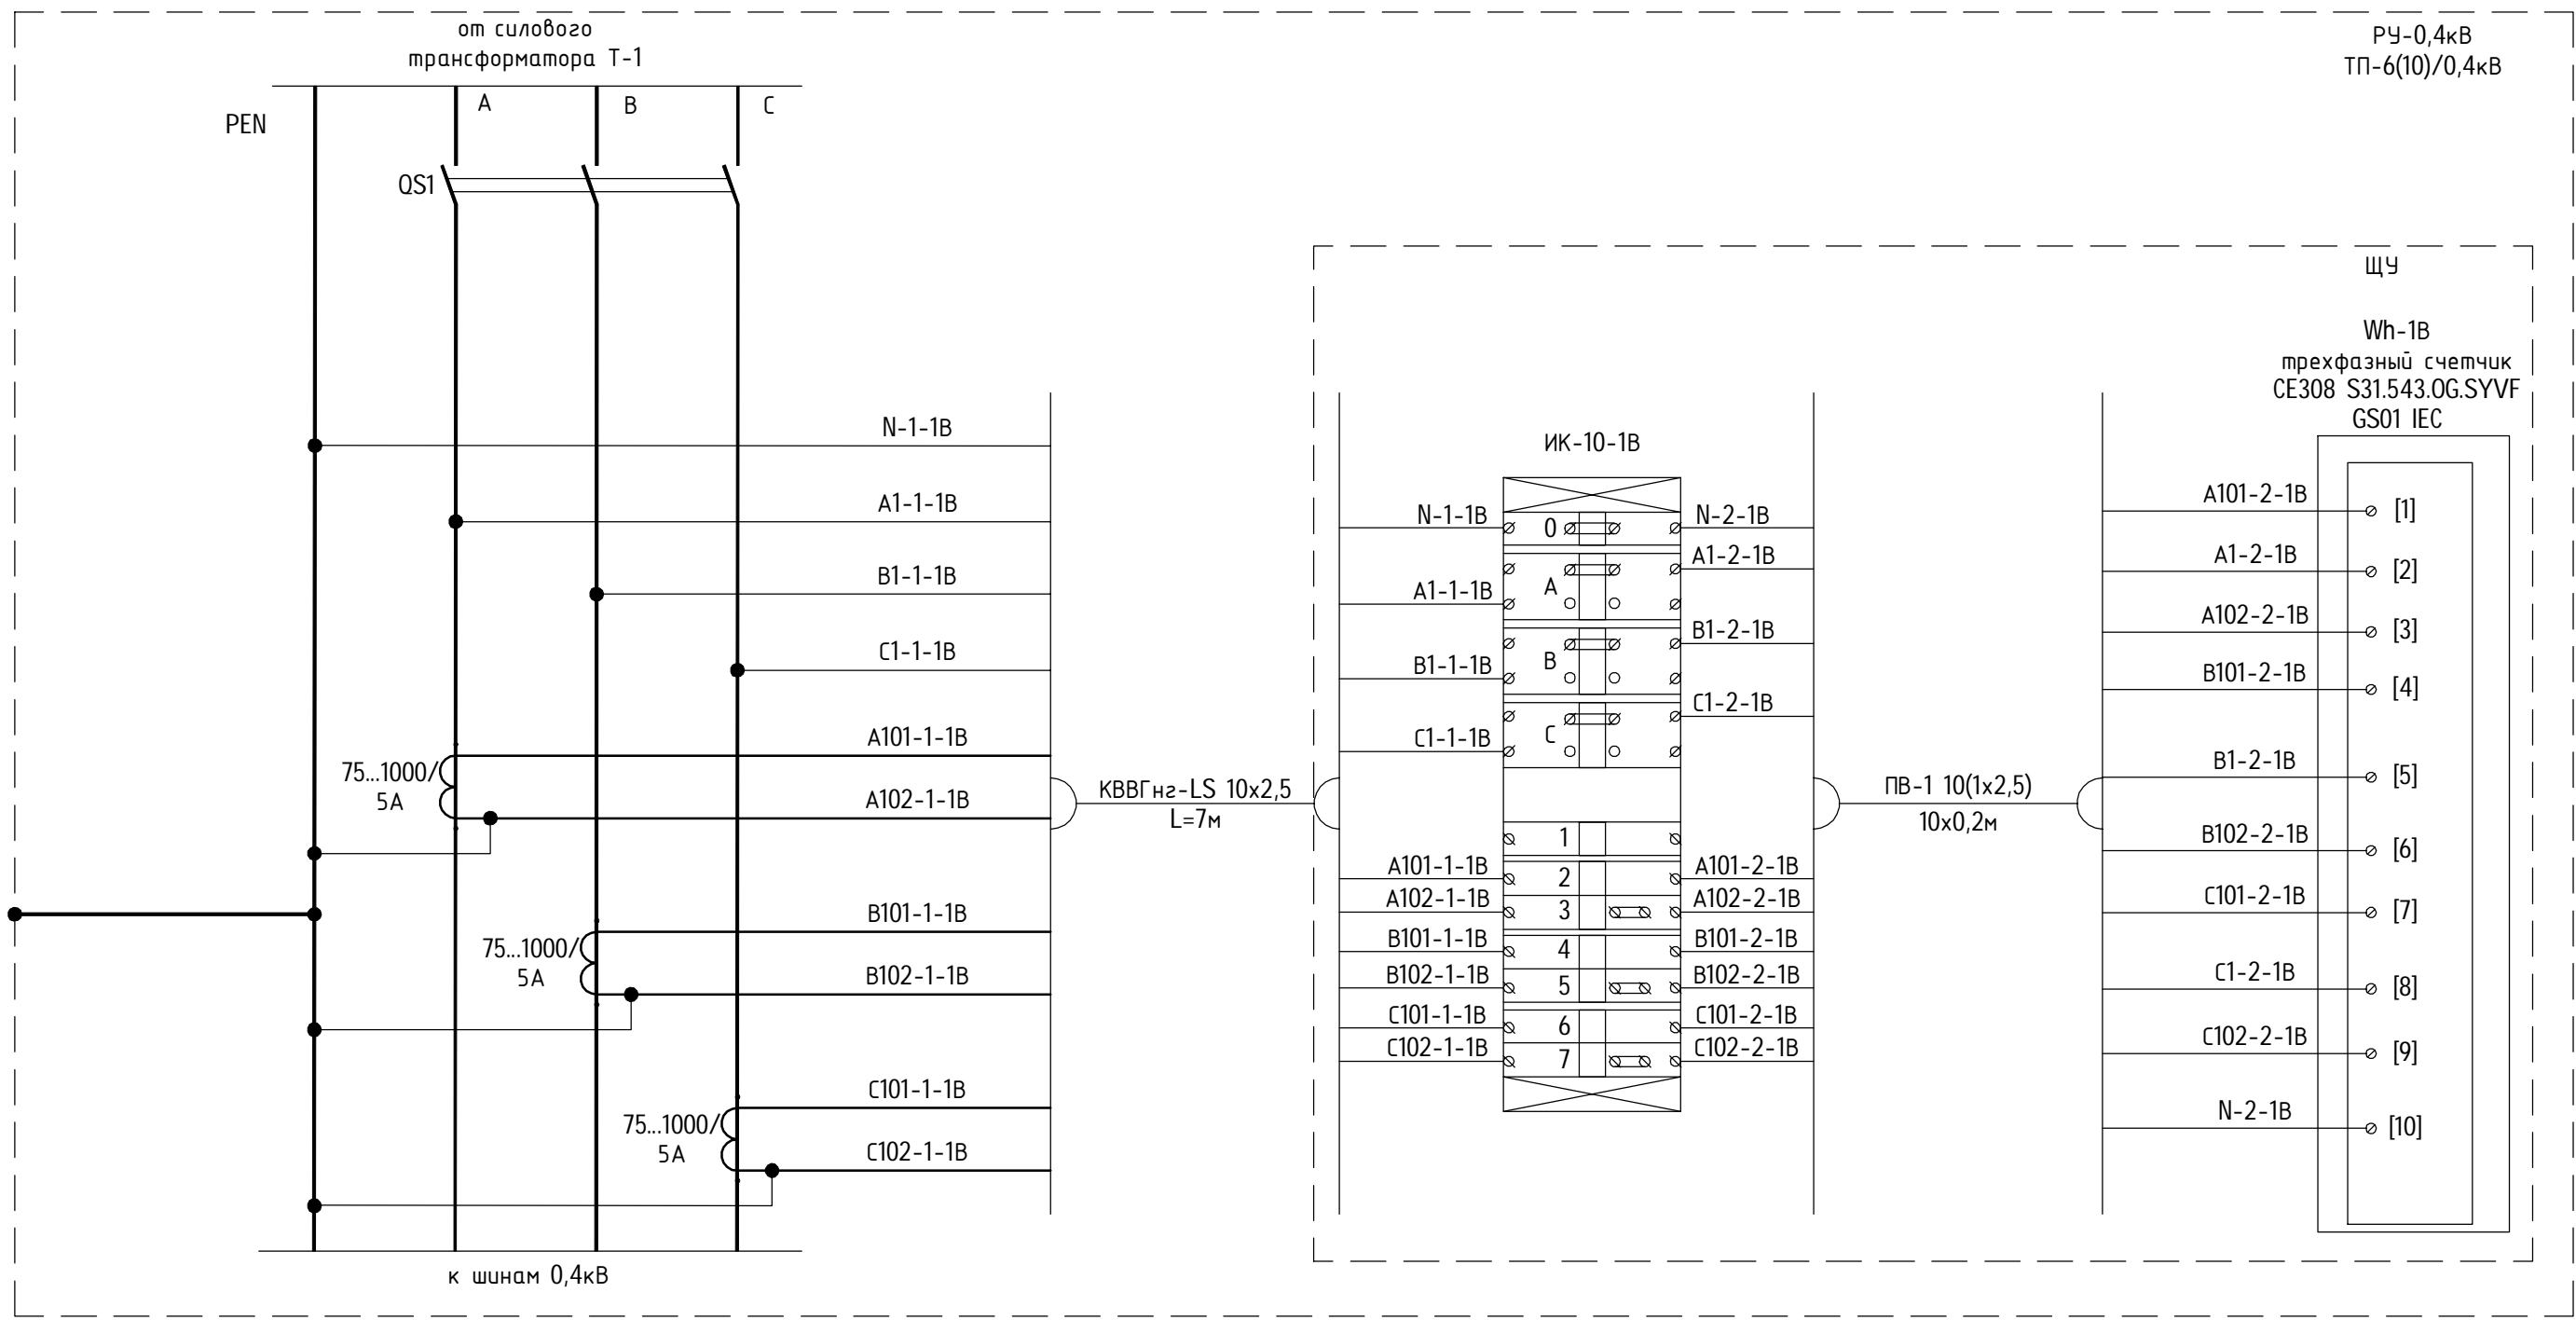 от силового
трансформатора Т-1
РУ-0,4кВ
ТП-6(10)/0,4кВ
PEN
A
B
C
QS1
ЩУ
Wh-1В
трехфазный счетчик
CE308 S31.543.OG.SYVF
GS01 IEC
N-1-1В
A1-1-1В
B1-1-1В
C1-1-1В
A101-1-1В
75...1000/
5А
A102-1-1В
B101-1-1В
75...1000/
5А
B102-1-1В
C101-1-1В
75...1000/
5А
C102-1-1В
к шинам 0,4кВ
КВВГнг-LS 10х2,5
L=7м
ИК-10-1В
N-1-1В
0
N-2-1В
A1-2-1В
A1-1-1В
A
B1-2-1В
B1-1-1В
B
C1-2-1В
C1-1-1В
C
1
A101-1-1В
2
A101-2-1В
A102-1-1В
3
A102-2-1В
B101-1-1В
4
B101-2-1В
B102-1-1В
5
B102-2-1В
C101-1-1В
6
C101-2-1В
C102-1-1В
7
C102-2-1В
ПВ-1 10(1х2,5)
10х0,2м
A101-2-1В
[1]
A1-2-1В
[2]
A102-2-1В
[3]
B101-2-1В
[4]
B1-2-1В
[5]
B102-2-1В
[6]
C101-2-1В
[7]
C1-2-1В
[8]
C102-2-1В
[9]
N-2-1В
[10]